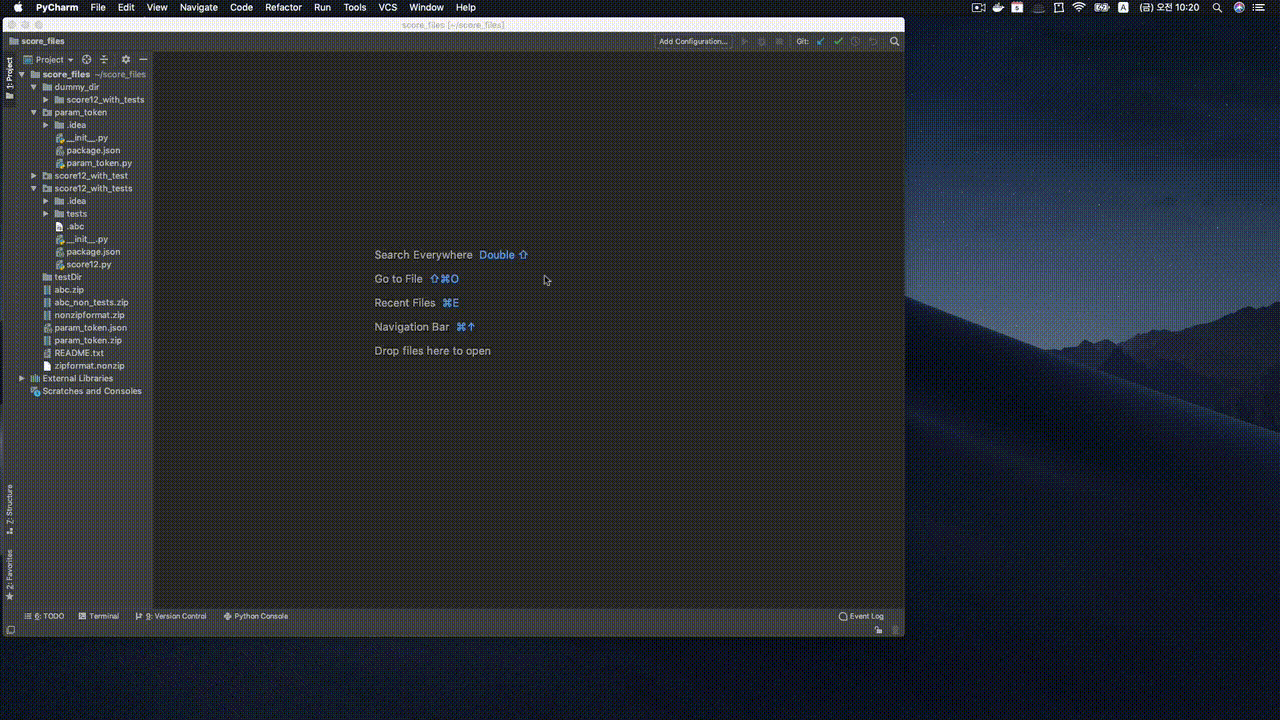 PyCharm File Edit View Navigate Code Refactor Run Tools VCS Window Help A (금) 오전 10:20
score_files [~/score_files]
score_files Add Configuration... Git:
1: Project
Project
score_files ~/score_files
dummy_dir
score12_with_tests
param_token
.idea
__init__.py
package.json
param_token.py
score12_with_test
score12_with_tests
.idea
tests
.abc
__init__.py
package.json
score12.py
testDir
abc.zip
abc_non_tests.zip
nonzipformat.zip
param_token.json
param_token.zip
README.txt
zipformat.nonzip
External Libraries
Scratches and Consoles
Search Everywhere Double ⇧
Go to File ⇧⌘O
Recent Files ⌘E
Navigation Bar ⌘↑
Drop files here to open
7: Structure
2: Favorites
6: TODO Terminal 9: Version Control Python Console Event Log